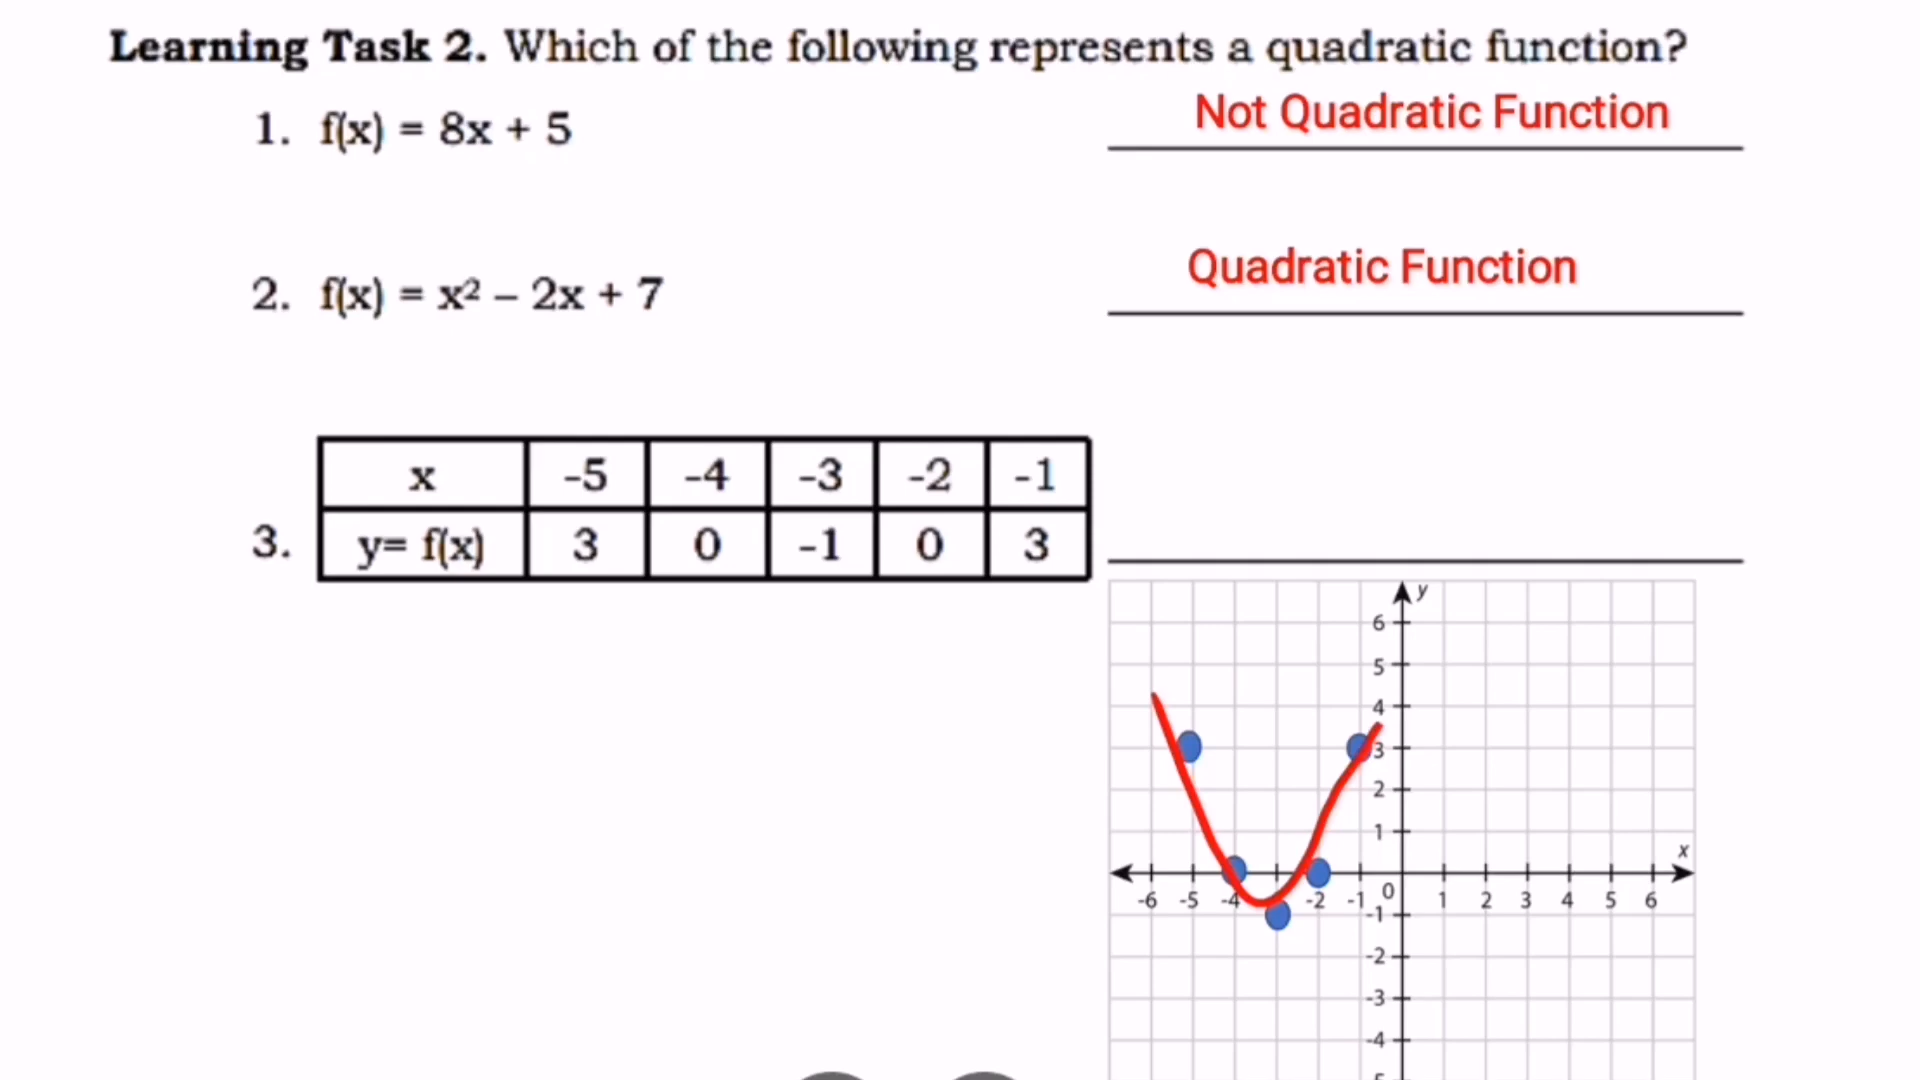 Learning Task 2. Which of the following represents a quadratic function?
1. f(x) = 8x + 5
Not Quadratic Function
2. f(x) = x² – 2x + 7
Quadratic Function
3.
x -5 -4 -3 -2 -1
y= f(x) 3 0 -1 0 3
y
6
5
4
3
2
1
x
-6 -5 -4 -2 -1 0 1 2 3 4 5 6
-1
-2
-3
-4